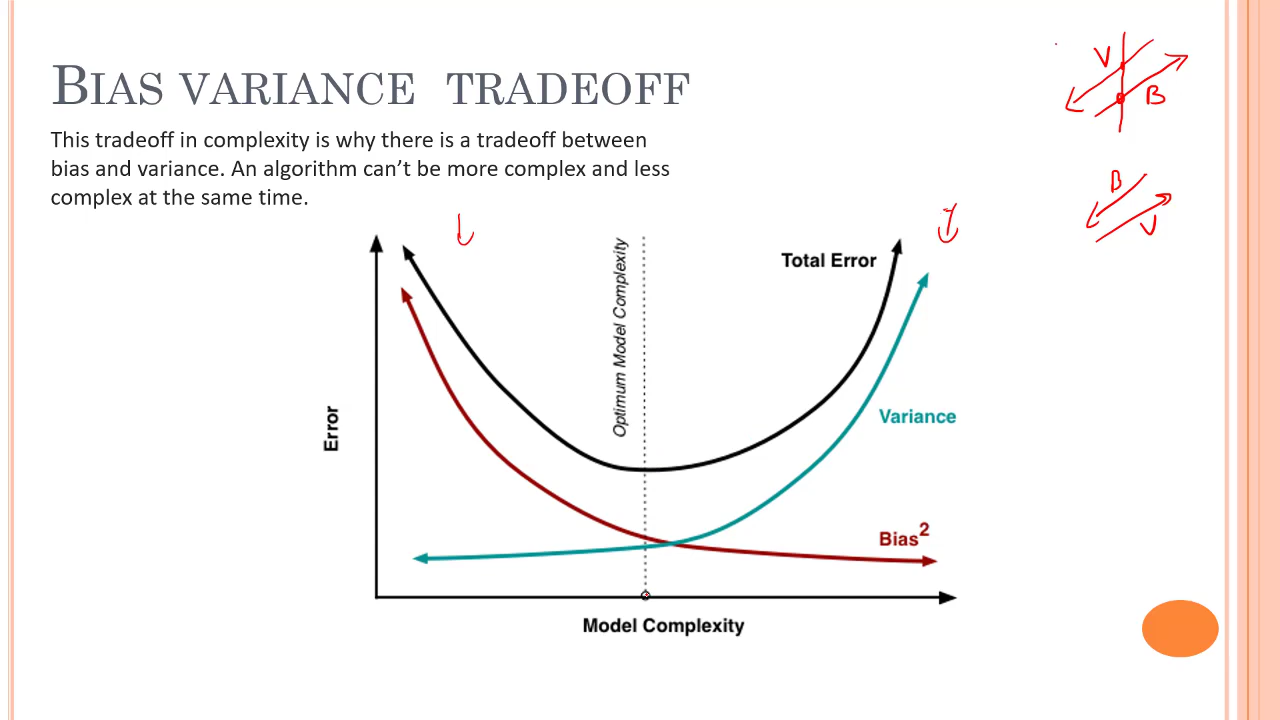 BIAS VARIANCE TRADEOFF
This tradeoff in complexity is why there is a tradeoff between
bias and variance. An algorithm can’t be more complex and less
complex at the same time.
V
B
B
V
Total Error
Optimum Model Complexity
Error
Variance
Bias2
Model Complexity